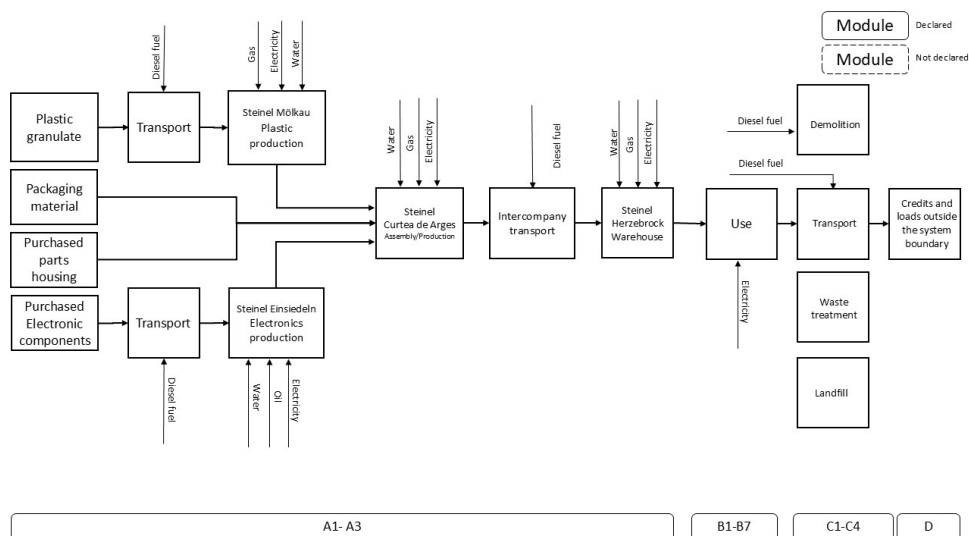 Module
Declared
Module
Not declared
Diesel fuel
Gas
Electricity
Water
Plastic
granulate
Transport
Steinel Mölkau
Plastic
production
Diesel fuel
Demolition
Packaging
material
Purchased
parts
housing
Water
Gas
Electricity
Steinel
Curtea de Arges
Assembly/Production
Diesel fuel
Intercompany
transport
Water
Gas
Electricity
Steinel
Herzebrock
Warehouse
Use
Electricity
Diesel fuel
Transport
Credits and
loads outside
the system
boundary
Purchased
Electronic
components
Transport
Diesel fuel
Steinel Einsiedeln
Electronics
production
Water
Oil
Electricity
Waste
treatment
Landfill
A1- A3
B1-B7
C1-C4
D